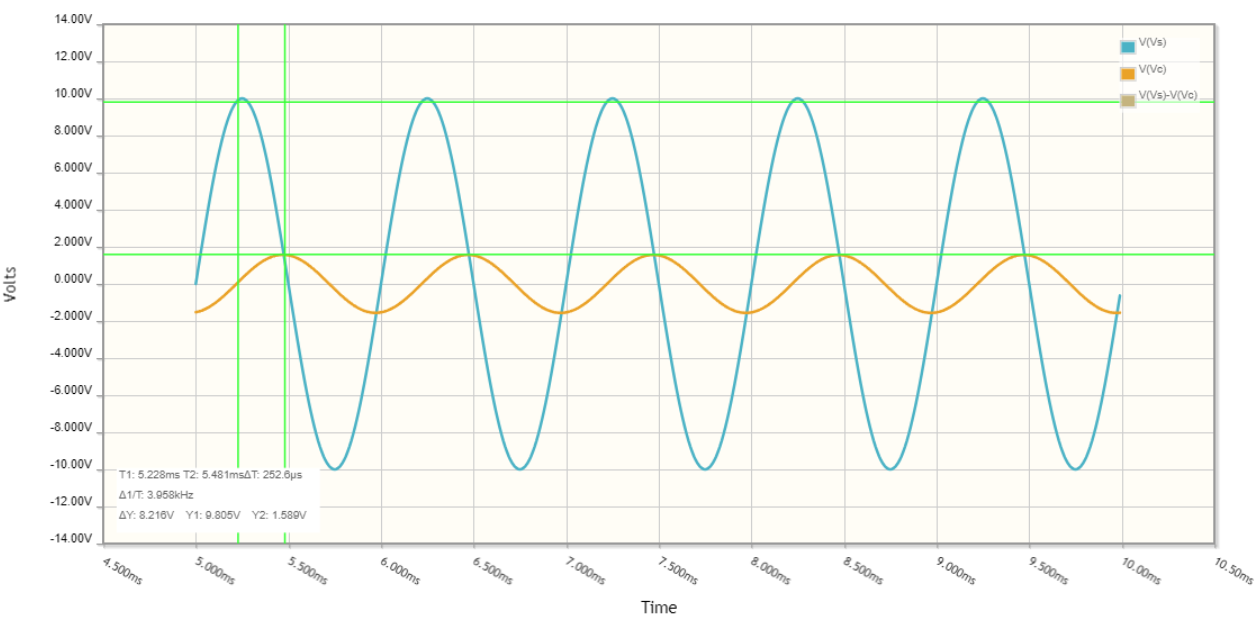 14.00V
12.00V
10.00V
8.000V
6.000V
4.000V
2.000V
0.000V
-2.000V
-4.000V
-6.000V
-8.000V
-10.00V
-12.00V
-14.00V
Volts
V(Vs)
V(Vc)
V(Vs)-V(Vc)
T1: 5.228ms T2: 5.481msΔT: 252.6µs
Δ1/T: 3.958kHz
ΔY: 8.216V Y1: 9.805V Y2: 1.589V
4.500ms 5.000ms 5.500ms 6.000ms 6.500ms 7.000ms 7.500ms 8.000ms 8.500ms 9.000ms 9.500ms 10.00ms 10.50ms
Time